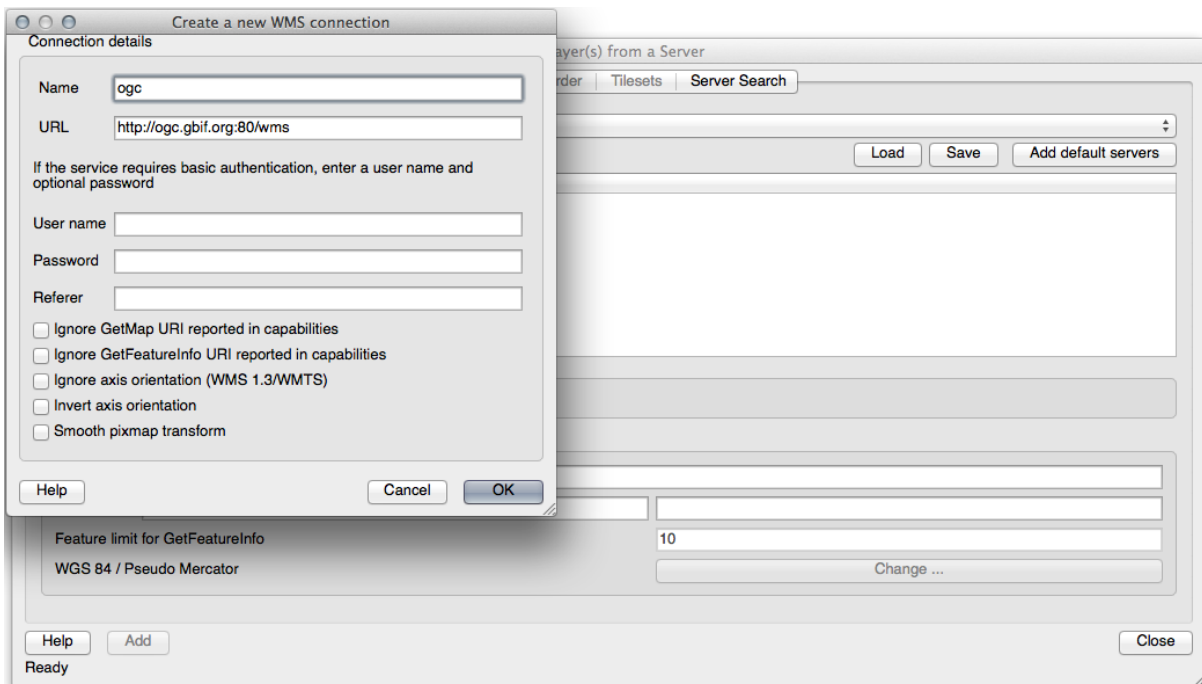 Create a new WMS connection
Connection details
Name ogc
URL http://ogc.gbif.org:80/wms
If the service requires basic authentication, enter a user name and
optional password
User name
Password
Referer
Ignore GetMap URI reported in capabilities
Ignore GetFeatureInfo URI reported in capabilities
Ignore axis orientation (WMS 1.3/WMTS)
Invert axis orientation
Smooth pixmap transform
Help Cancel OK
ayer(s) from a Server
rder Tilesets Server Search
Load Save Add default servers
Feature limit for GetFeatureInfo 10
WGS 84 / Pseudo Mercator Change ...
Help Add Close
Ready